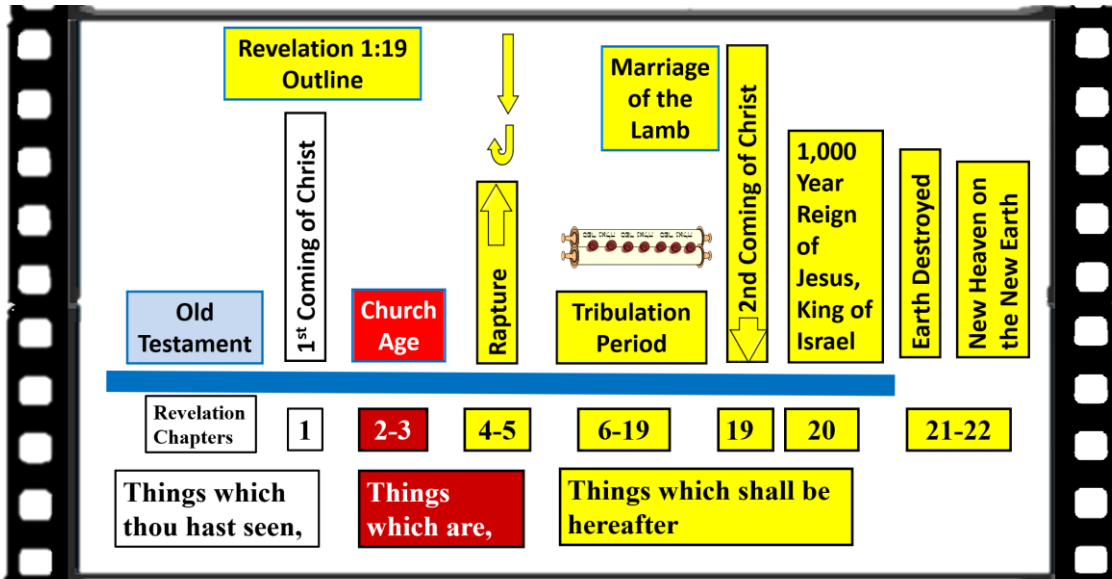 Revelation 1:19
Outline
Marriage
of the
Lamb
Old
Testament
1st Coming of Christ
Church
Age
Rapture
Tribulation
Period
2nd Coming of Christ
1,000
Year
Reign
of
Jesus,
King of
Israel
Earth Destroyed
New Heaven on
the New Earth
Revelation
Chapters
1
2-3
4-5
6-19
19
20
21-22
Things which
thou hast seen,
Things
which are,
Things which shall be
hereafter